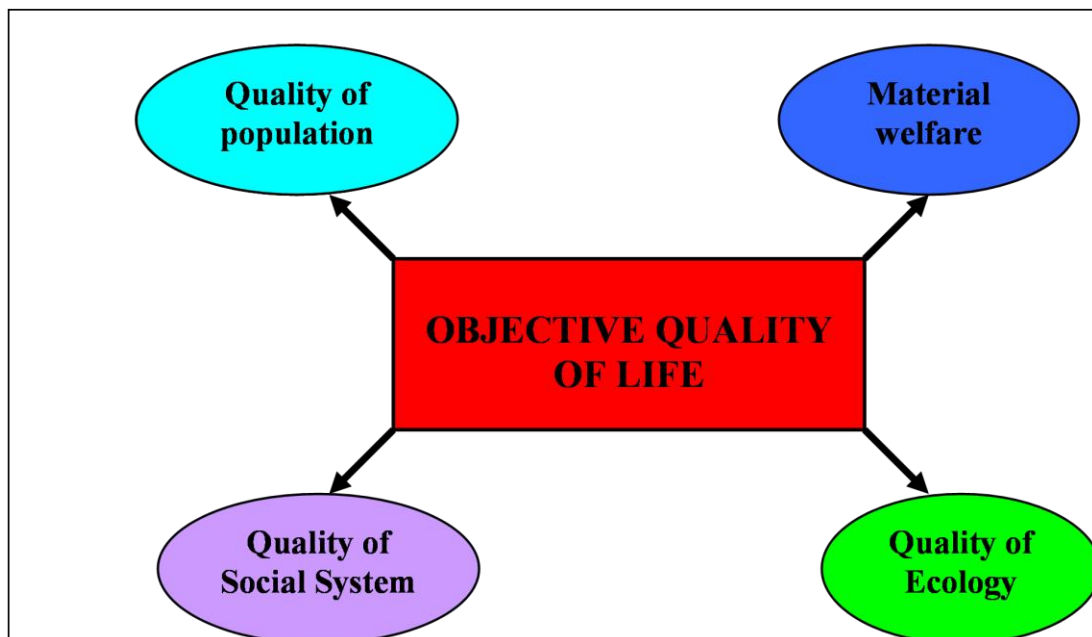 Quality of
population
Material
welfare
OBJECTIVE QUALITY
OF LIFE
Quality of
Social System
Quality of
Ecology